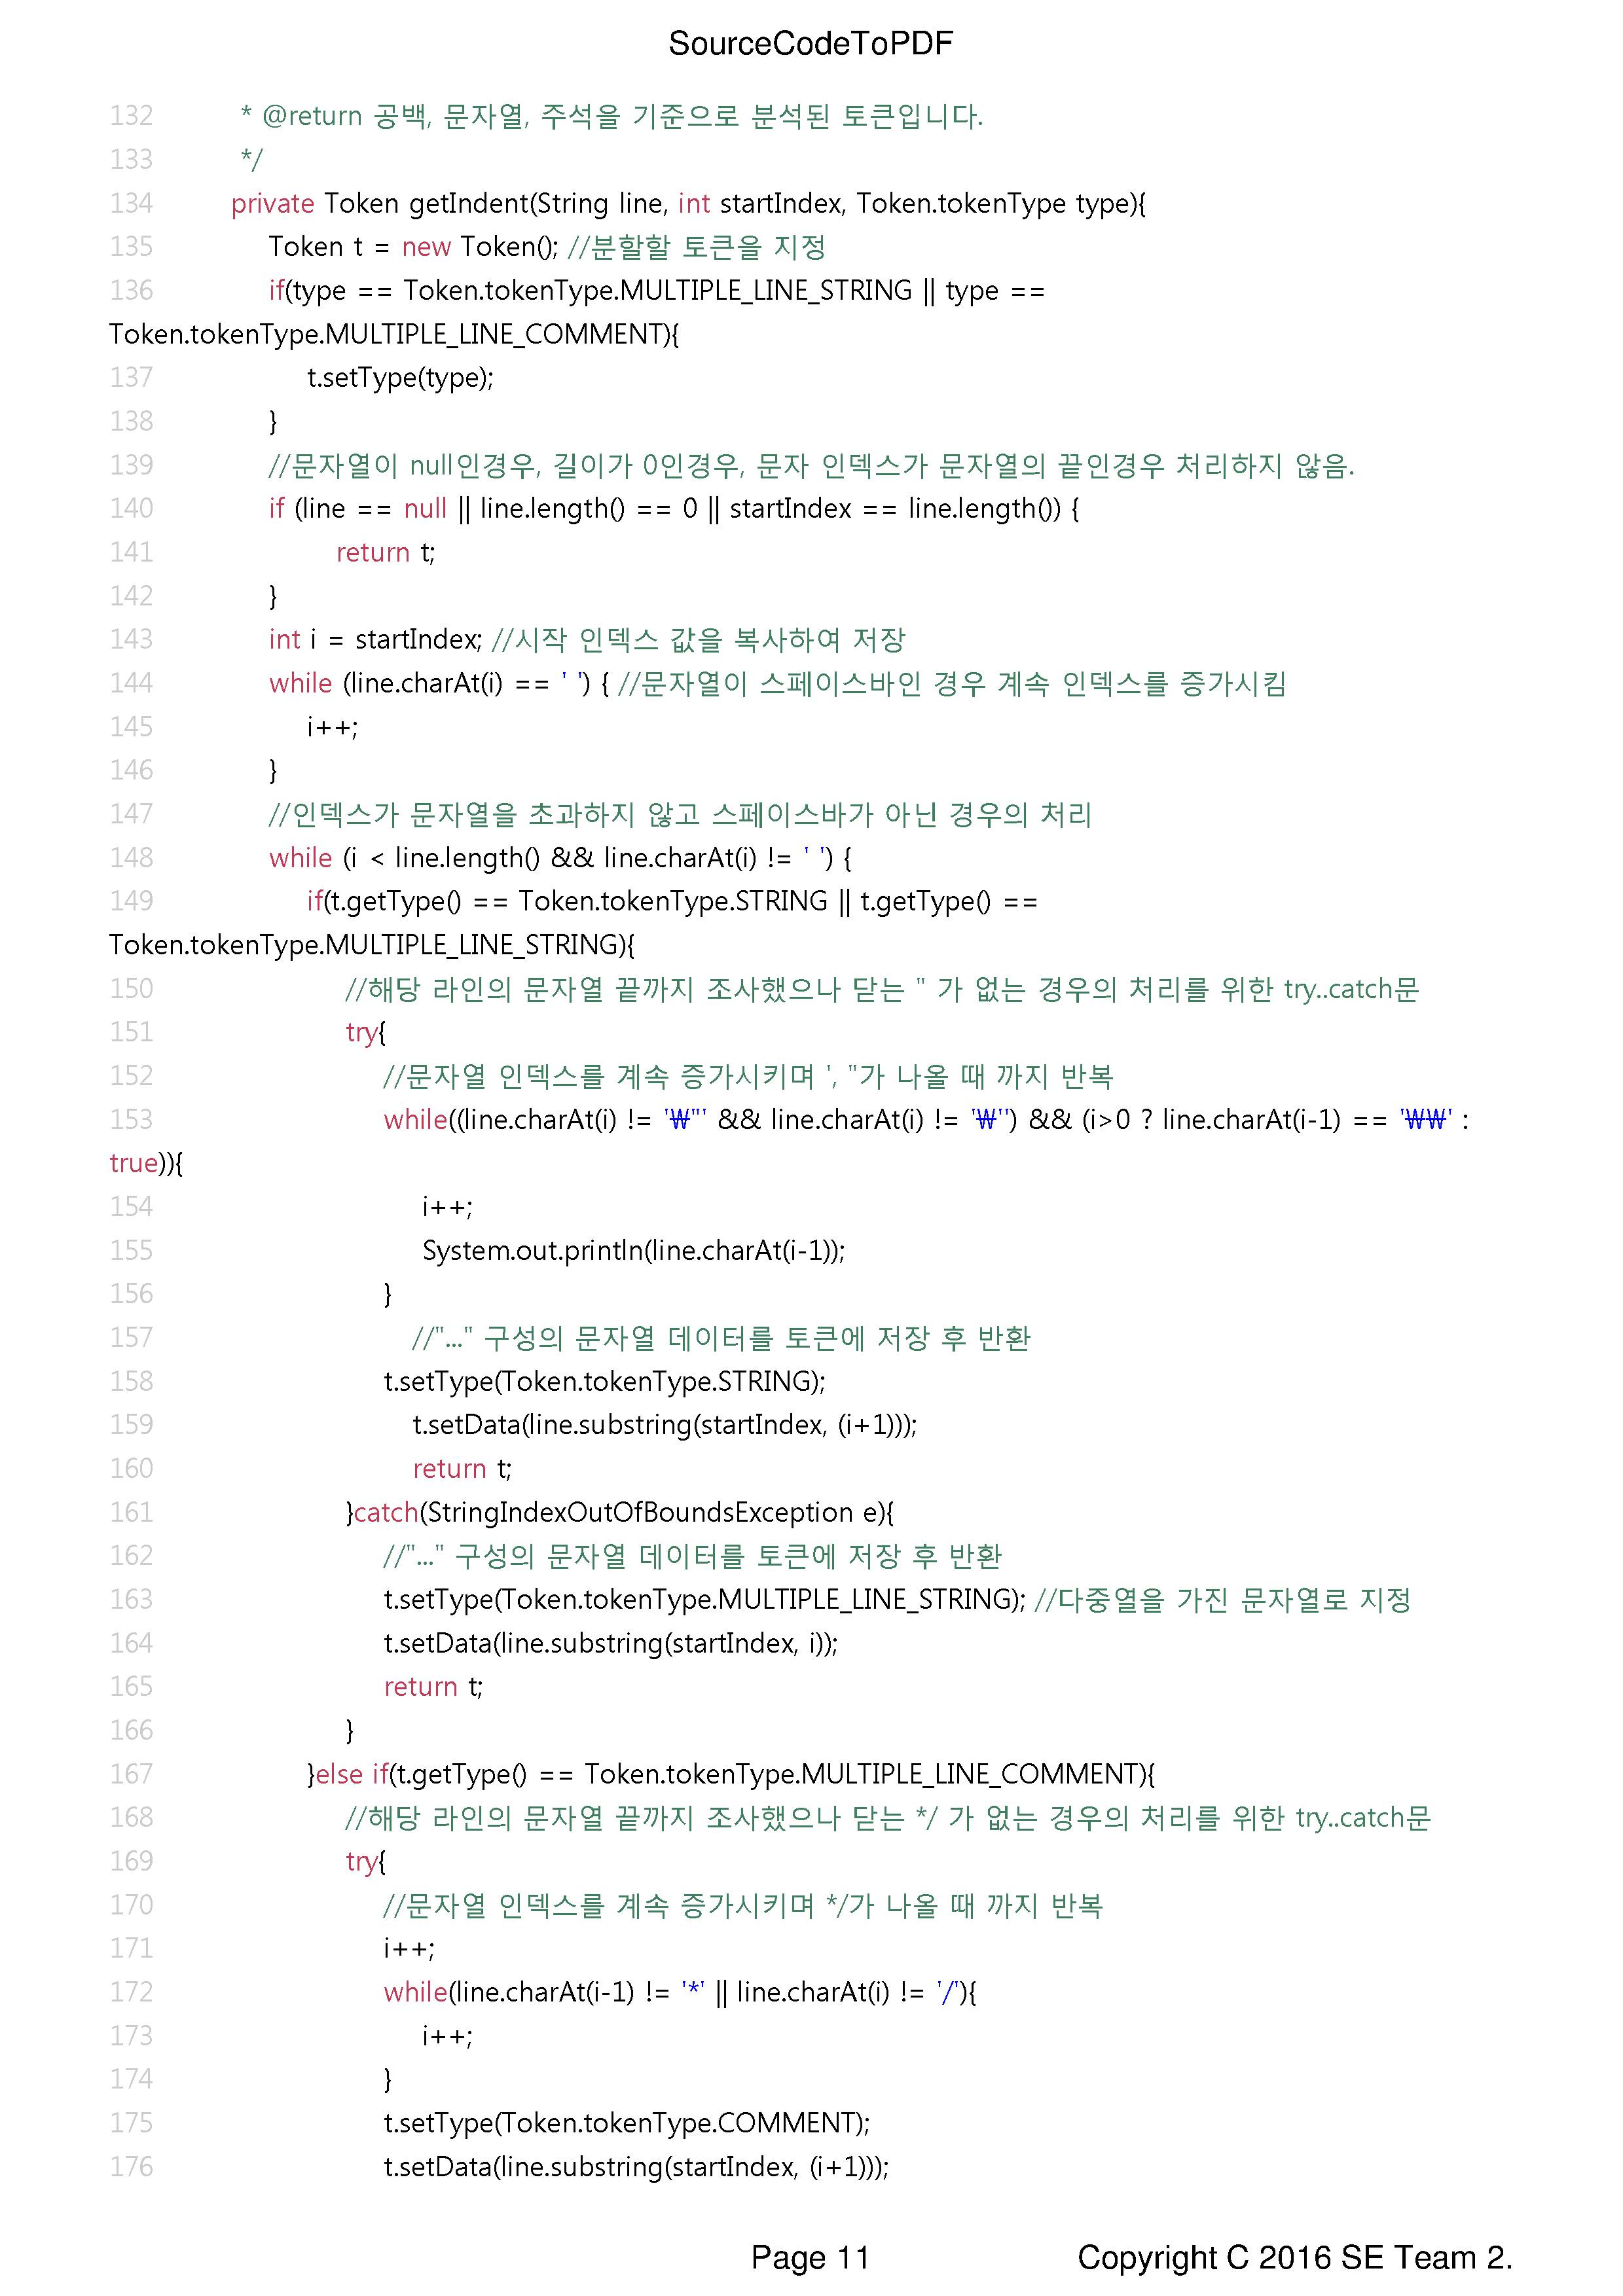 SourceCodeToPDF
132 * @return 공백, 문자열, 주석을 기준으로 분석된 토큰입니다.
133 */
134 private Token getIndent(String line, int startIndex, Token.tokenType type){
135 Token t = new Token(); //분할할 토큰을 지정
136 if(type == Token.tokenType.MULTIPLE_LINE_STRING || type ==
Token.tokenType.MULTIPLE_LINE_COMMENT){
137 t.setType(type);
138 }
139 //문자열이 null인경우, 길이가 0인경우, 문자 인덱스가 문자열의 끝인경우 처리하지 않음.
140 if (line == null || line.length() == 0 || startIndex == line.length()) {
141 return t;
142 }
143 int i = startIndex; //시작 인덱스 값을 복사하여 저장
144 while (line.charAt(i) == ' ') { //문자열이 스페이스바인 경우 계속 인덱스를 증가시킴
145 i++;
146 }
147 //인덱스가 문자열을 초과하지 않고 스페이스바가 아닌 경우의 처리
148 while (i < line.length() && line.charAt(i) != ' ') {
149 if(t.getType() == Token.tokenType.STRING || t.getType() ==
Token.tokenType.MULTIPLE_LINE_STRING){
150 //해당 라인의 문자열 끝까지 조사했으나 닫는 " 가 없는 경우의 처리를 위한 try..catch문
151 try{
152 //문자열 인덱스를 계속 증가시키며 ', "가 나올 때 까지 반복
153 while((line.charAt(i) != '₩"' && line.charAt(i) != '₩'') && (i>0 ? line.charAt(i-1) == '₩₩' :
true)){
154 i++;
155 System.out.println(line.charAt(i-1));
156 }
157 //"..." 구성의 문자열 데이터를 토큰에 저장 후 반환
158 t.setType(Token.tokenType.STRING);
159 t.setData(line.substring(startIndex, (i+1)));
160 return t;
161 }catch(StringIndexOutOfBoundsException e){
162 //"..." 구성의 문자열 데이터를 토큰에 저장 후 반환
163 t.setType(Token.tokenType.MULTIPLE_LINE_STRING); //다중열을 가진 문자열로 지정
164 t.setData(line.substring(startIndex, i));
165 return t;
166 }
167 }else if(t.getType() == Token.tokenType.MULTIPLE_LINE_COMMENT){
168 //해당 라인의 문자열 끝까지 조사했으나 닫는 */ 가 없는 경우의 처리를 위한 try..catch문
169 try{
170 //문자열 인덱스를 계속 증가시키며 */가 나올 때 까지 반복
171 i++;
172 while(line.charAt(i-1) != '*' || line.charAt(i) != '/'){
173 i++;
174 }
175 t.setType(Token.tokenType.COMMENT);
176 t.setData(line.substring(startIndex, (i+1)));
Page 11 Copyright C 2016 SE Team 2.